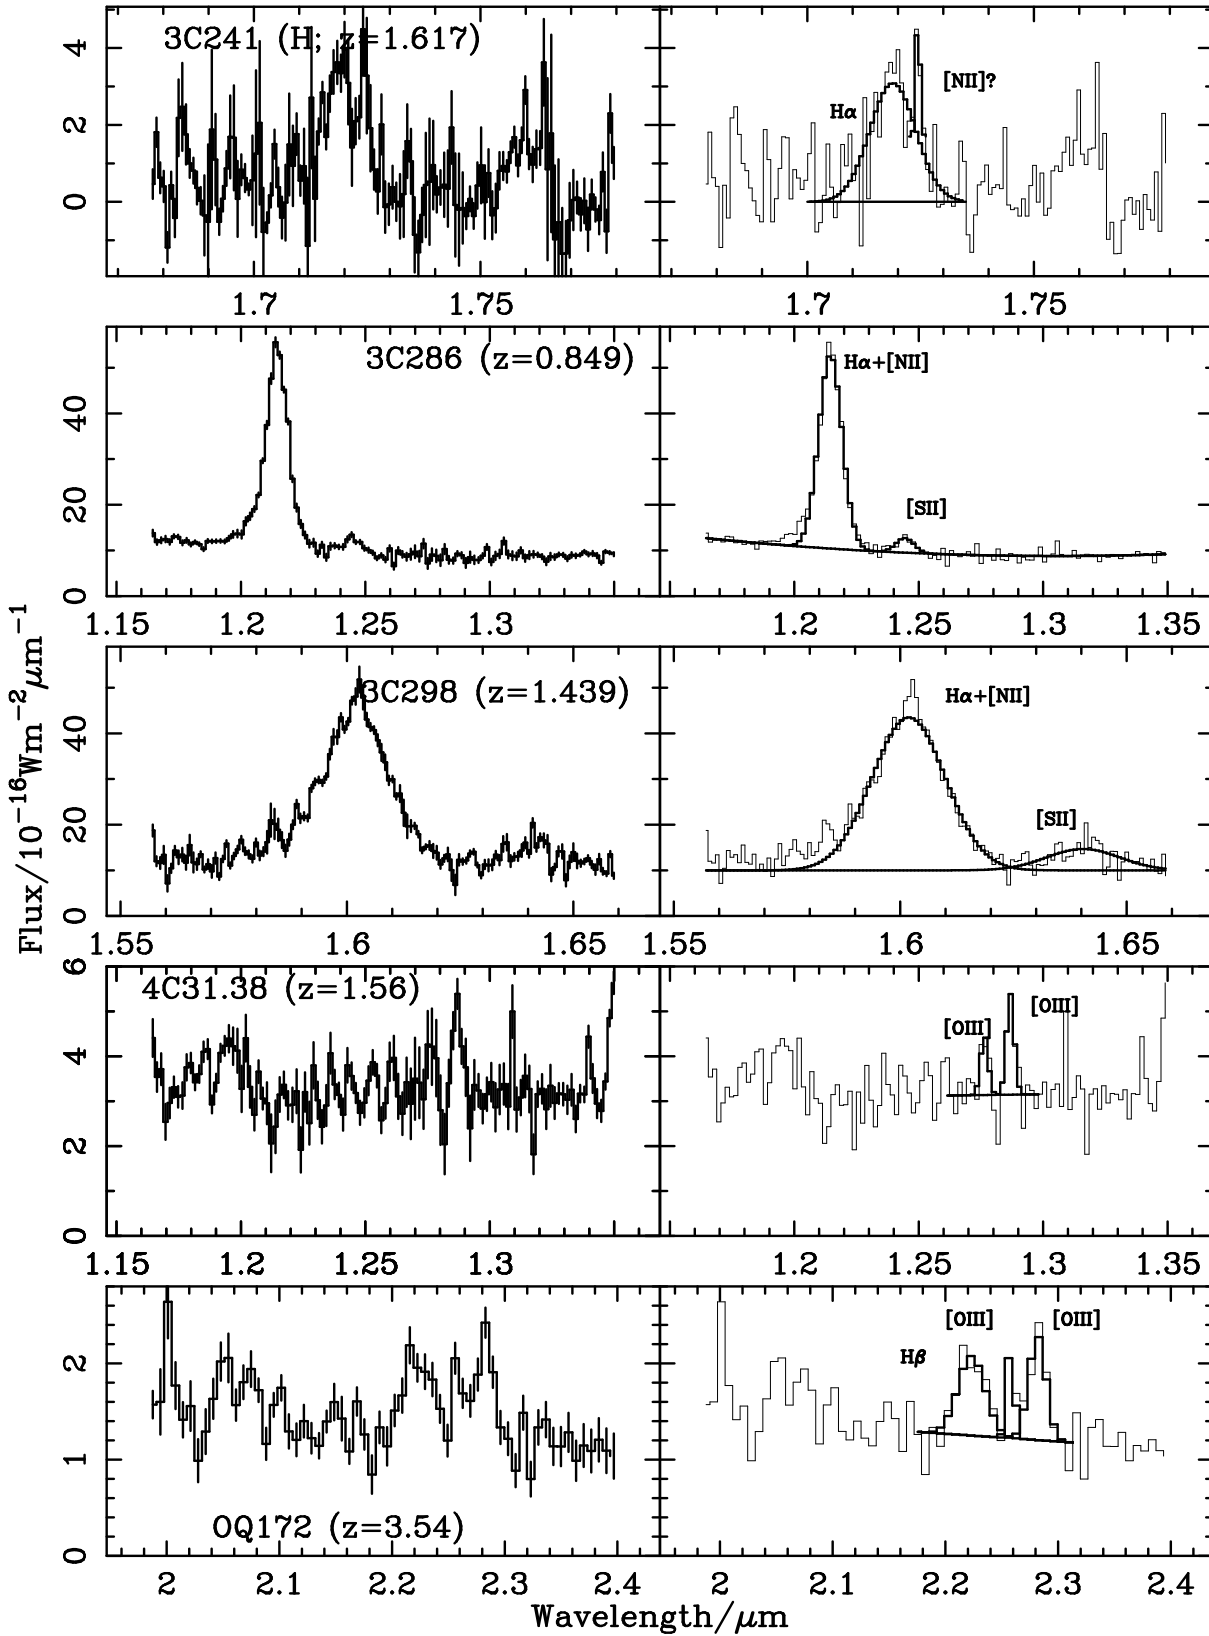 3C241 (H; z=1.617)
Hα
[NII]?
4
2
0
1.7
1.75
1.7
1.75
3C286 (z=0.849)
Hα+[NII]
[SII]
40
20
0
1.15
1.2
1.25
1.3
1.2
1.25
1.3
1.35
3C298 (z=1.439)
Hα+[NII]
[SII]
40
20
0
1.55
1.6
1.65
1.55
1.6
1.65
Flux/10⁻¹⁶Wm⁻²μm⁻¹
4C31.38 (z=1.56)
[OIII]
[OIII]
6
4
2
0
1.15
1.2
1.25
1.3
1.2
1.25
1.3
1.35
[OIII]
[OIII]
Hβ
2
1
0
OQ172 (z=3.54)
2
2.1
2.2
2.3
2.4
2
2.1
2.2
2.3
2.4
Wavelength/μm